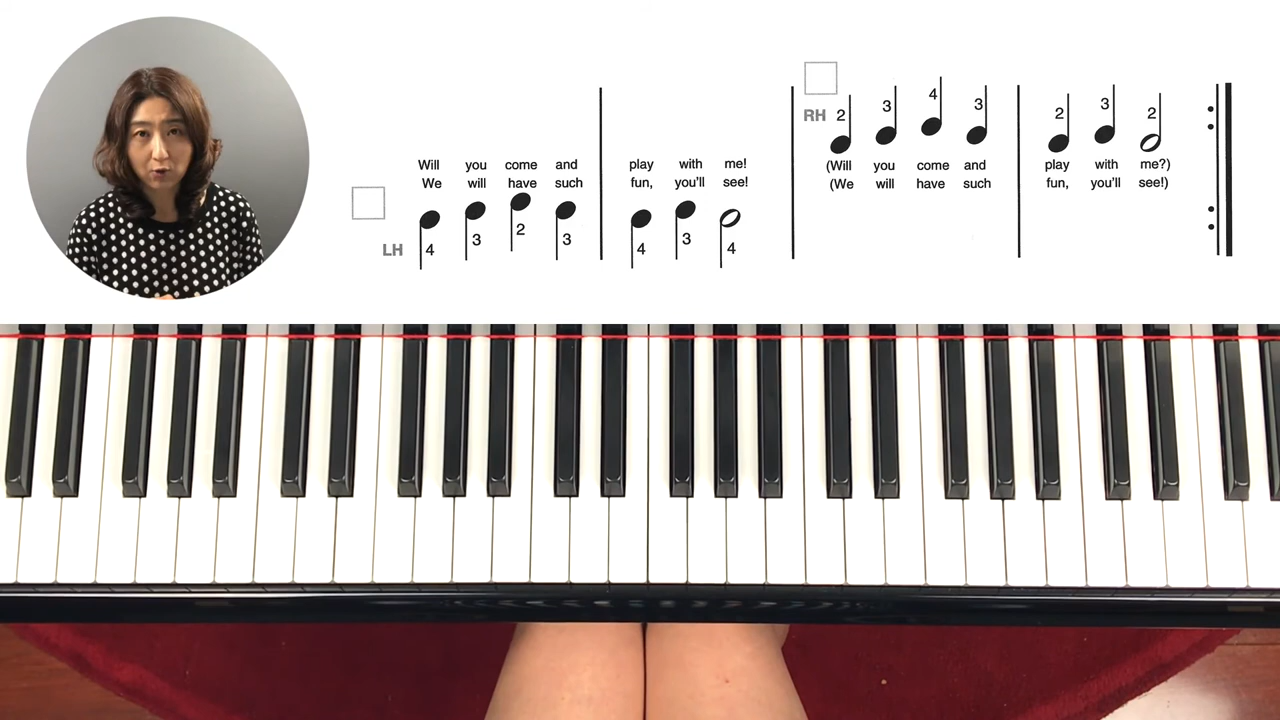 RH 2 3 4 3 2 3 2
Will you come and play with me! (Will you come and play with me?)
We will have such fun, you'll see! (We will have such fun, you'll see!)
LH 4 3 2 3 4 3 4